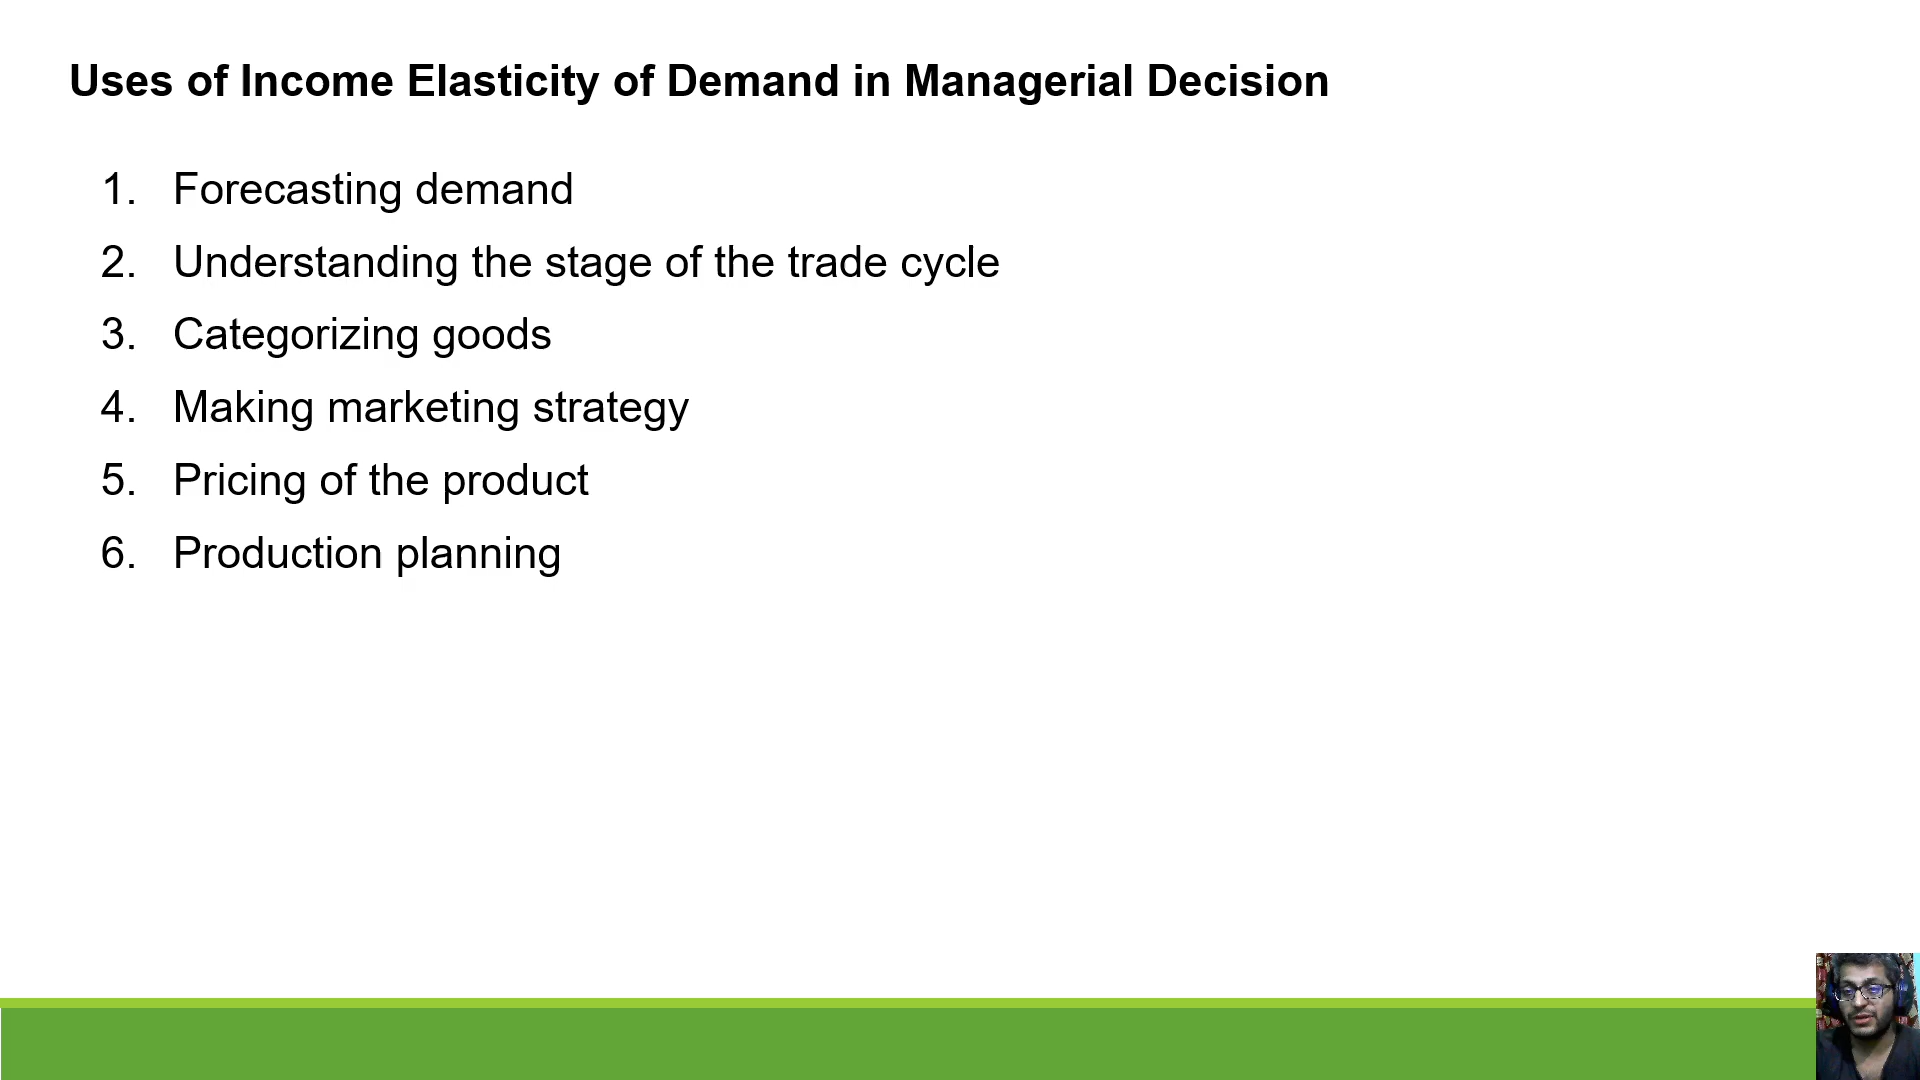 Uses of Income Elasticity of Demand in Managerial Decision
1. Forecasting demand
2. Understanding the stage of the trade cycle
3. Categorizing goods
4. Making marketing strategy
5. Pricing of the product
6. Production planning